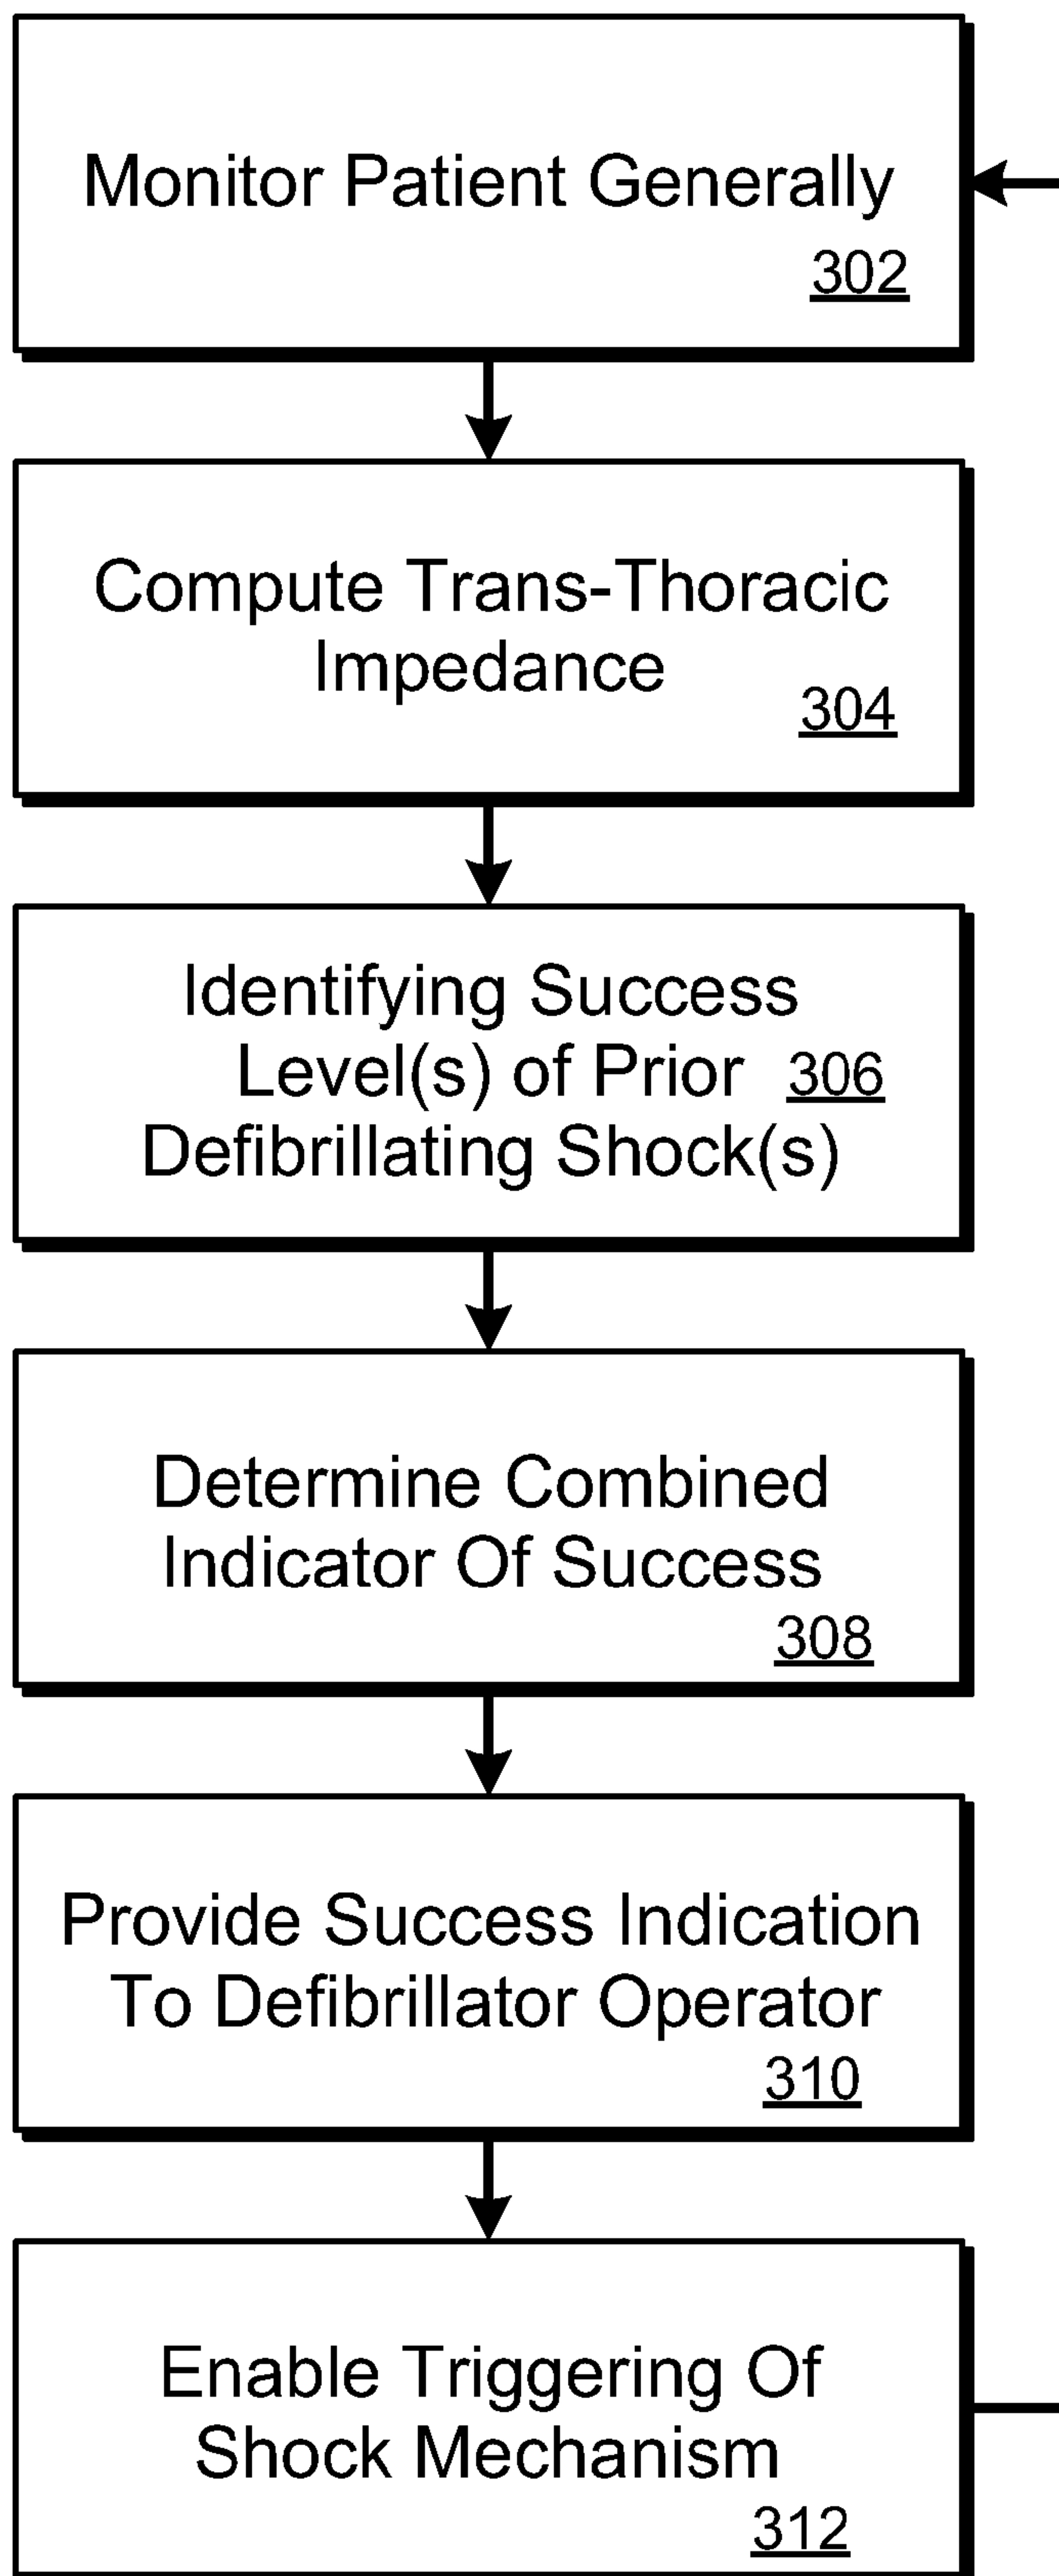 Monitor Patient Generally
302
Compute Trans-Thoracic
Impedance
304
Identifying Success
Level(s) of Prior 306
Defibrillating Shock(s)
Determine Combined
Indicator Of Success
308
Provide Success Indication
To Defibrillator Operator
310
Enable Triggering Of
Shock Mechanism
312